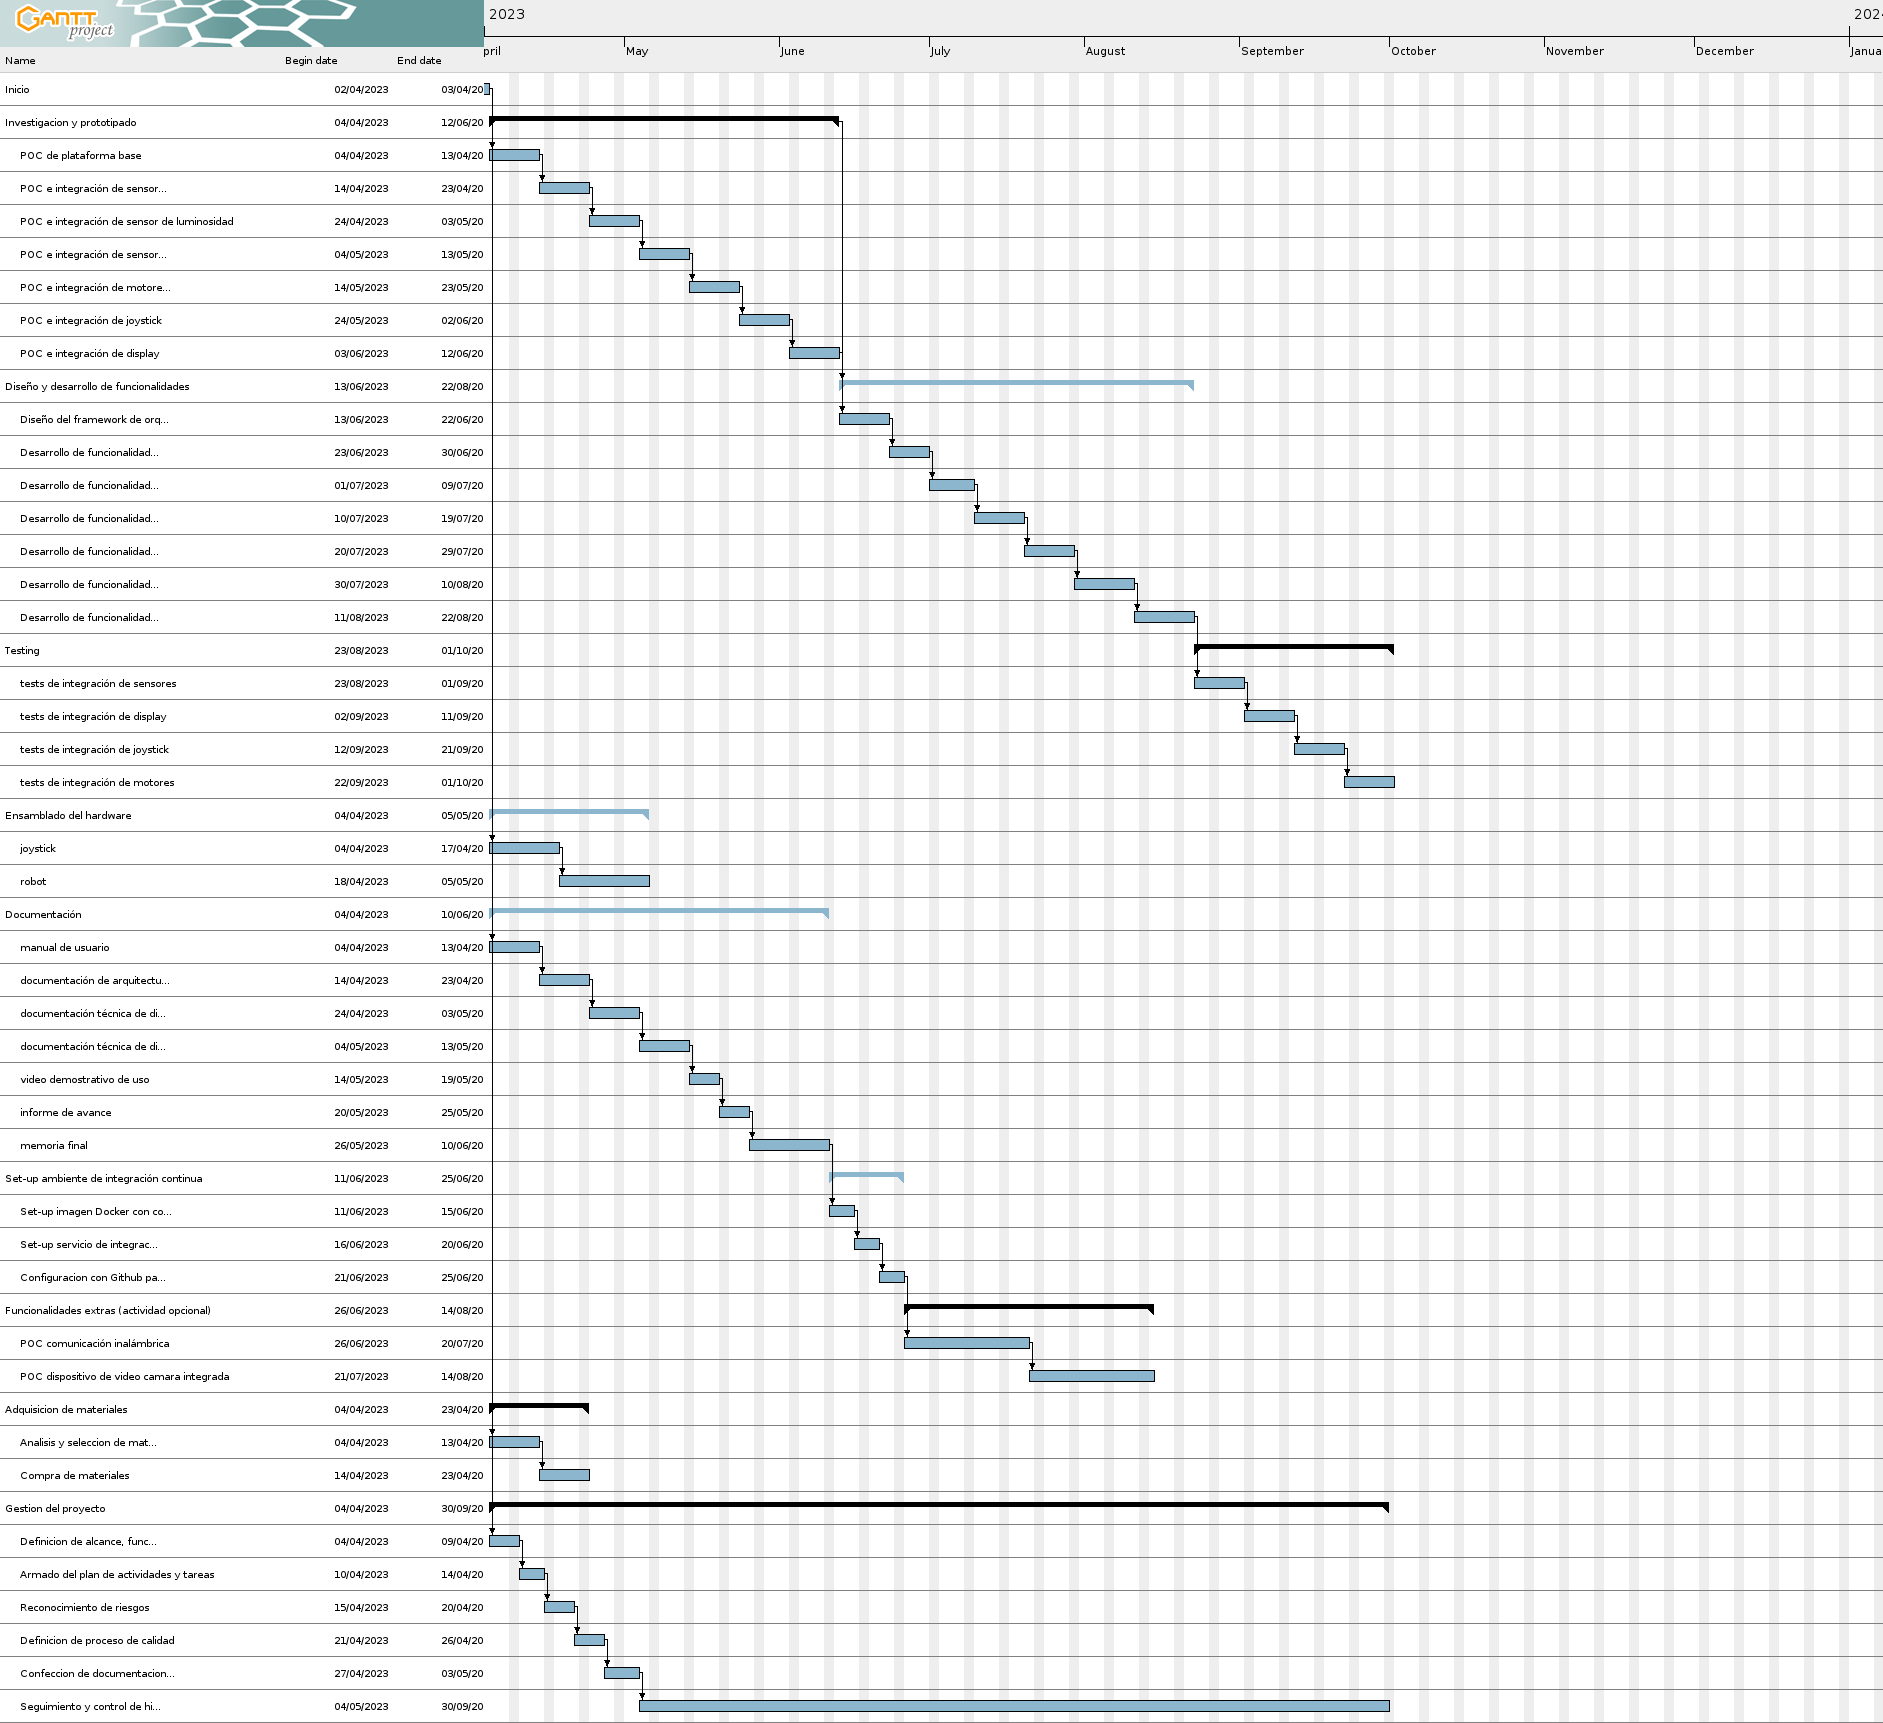 GANTT
project
2023
2024
pril May June July August September October November December Janua
Name Begin date End date
Inicio 02/04/2023 03/04/20
Investigacion y prototipado 04/04/2023 12/06/20
POC de plataforma base 04/04/2023 13/04/20
POC e integración de sensor... 14/04/2023 23/04/20
POC e integración de sensor de luminosidad 24/04/2023 03/05/20
POC e integración de sensor... 04/05/2023 13/05/20
POC e integración de motore... 14/05/2023 23/05/20
POC e integración de joystick 24/05/2023 02/06/20
POC e integración de display 03/06/2023 12/06/20
Diseño y desarrollo de funcionalidades 13/06/2023 22/08/20
Diseño del framework de orq... 13/06/2023 22/06/20
Desarrollo de funcionalidad... 23/06/2023 30/06/20
Desarrollo de funcionalidad... 01/07/2023 09/07/20
Desarrollo de funcionalidad... 10/07/2023 19/07/20
Desarrollo de funcionalidad... 20/07/2023 29/07/20
Desarrollo de funcionalidad... 30/07/2023 10/08/20
Desarrollo de funcionalidad... 11/08/2023 22/08/20
Testing 23/08/2023 01/10/20
tests de integración de sensores 23/08/2023 01/09/20
tests de integración de display 02/09/2023 11/09/20
tests de integración de joystick 12/09/2023 21/09/20
tests de integración de motores 22/09/2023 01/10/20
Ensamblado del hardware 04/04/2023 05/05/20
joystick 04/04/2023 17/04/20
robot 18/04/2023 05/05/20
Documentación 04/04/2023 10/06/20
manual de usuario 04/04/2023 13/04/20
documentación de arquitectu... 14/04/2023 23/04/20
documentación técnica de di... 24/04/2023 03/05/20
documentación técnica de di... 04/05/2023 13/05/20
video demostrativo de uso 14/05/2023 19/05/20
informe de avance 20/05/2023 25/05/20
memoria final 26/05/2023 10/06/20
Set-up ambiente de integración continua 11/06/2023 25/06/20
Set-up imagen Docker con co... 11/06/2023 15/06/20
Set-up servicio de integrac... 16/06/2023 20/06/20
Configuracion con Github pa... 21/06/2023 25/06/20
Funcionalidades extras (actividad opcional) 26/06/2023 14/08/20
POC comunicación inalámbrica 26/06/2023 20/07/20
POC dispositivo de video camara integrada 21/07/2023 14/08/20
Adquisicion de materiales 04/04/2023 23/04/20
Analisis y seleccion de mat... 04/04/2023 13/04/20
Compra de materiales 14/04/2023 23/04/20
Gestion del proyecto 04/04/2023 30/09/20
Definicion de alcance, func... 04/04/2023 09/04/20
Armado del plan de actividades y tareas 10/04/2023 14/04/20
Reconocimiento de riesgos 15/04/2023 20/04/20
Definicion de proceso de calidad 21/04/2023 26/04/20
Confeccion de documentacion... 27/04/2023 03/05/20
Seguimiento y control de hi... 04/05/2023 30/09/20